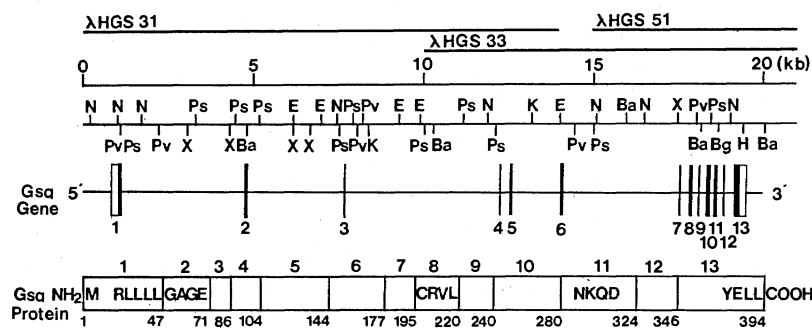 λHGS 31
λHGS 51
λHGS 33
0 5 10 15 20 (kb)
N N N Ps Ps Ps E N NPsPv E E Ps N K E N Ba N X PvPs N
PvPs Pv X X Ba X X PsPvK Ps Ba Ps Pv Ps Ba Bg H Ba
Gsα 5´ 3´
Gene
1 2 3 4 5 6 7 8 9 11 13
10 12
1 2 3 4 5 6 7 8 9 10 11 12 13
Gsα NH2 M RLLLL GAGE CRVL NKQD YELL COOH
Protein
1 47 71 86 104 144 177 195 220 240 280 324 346 394